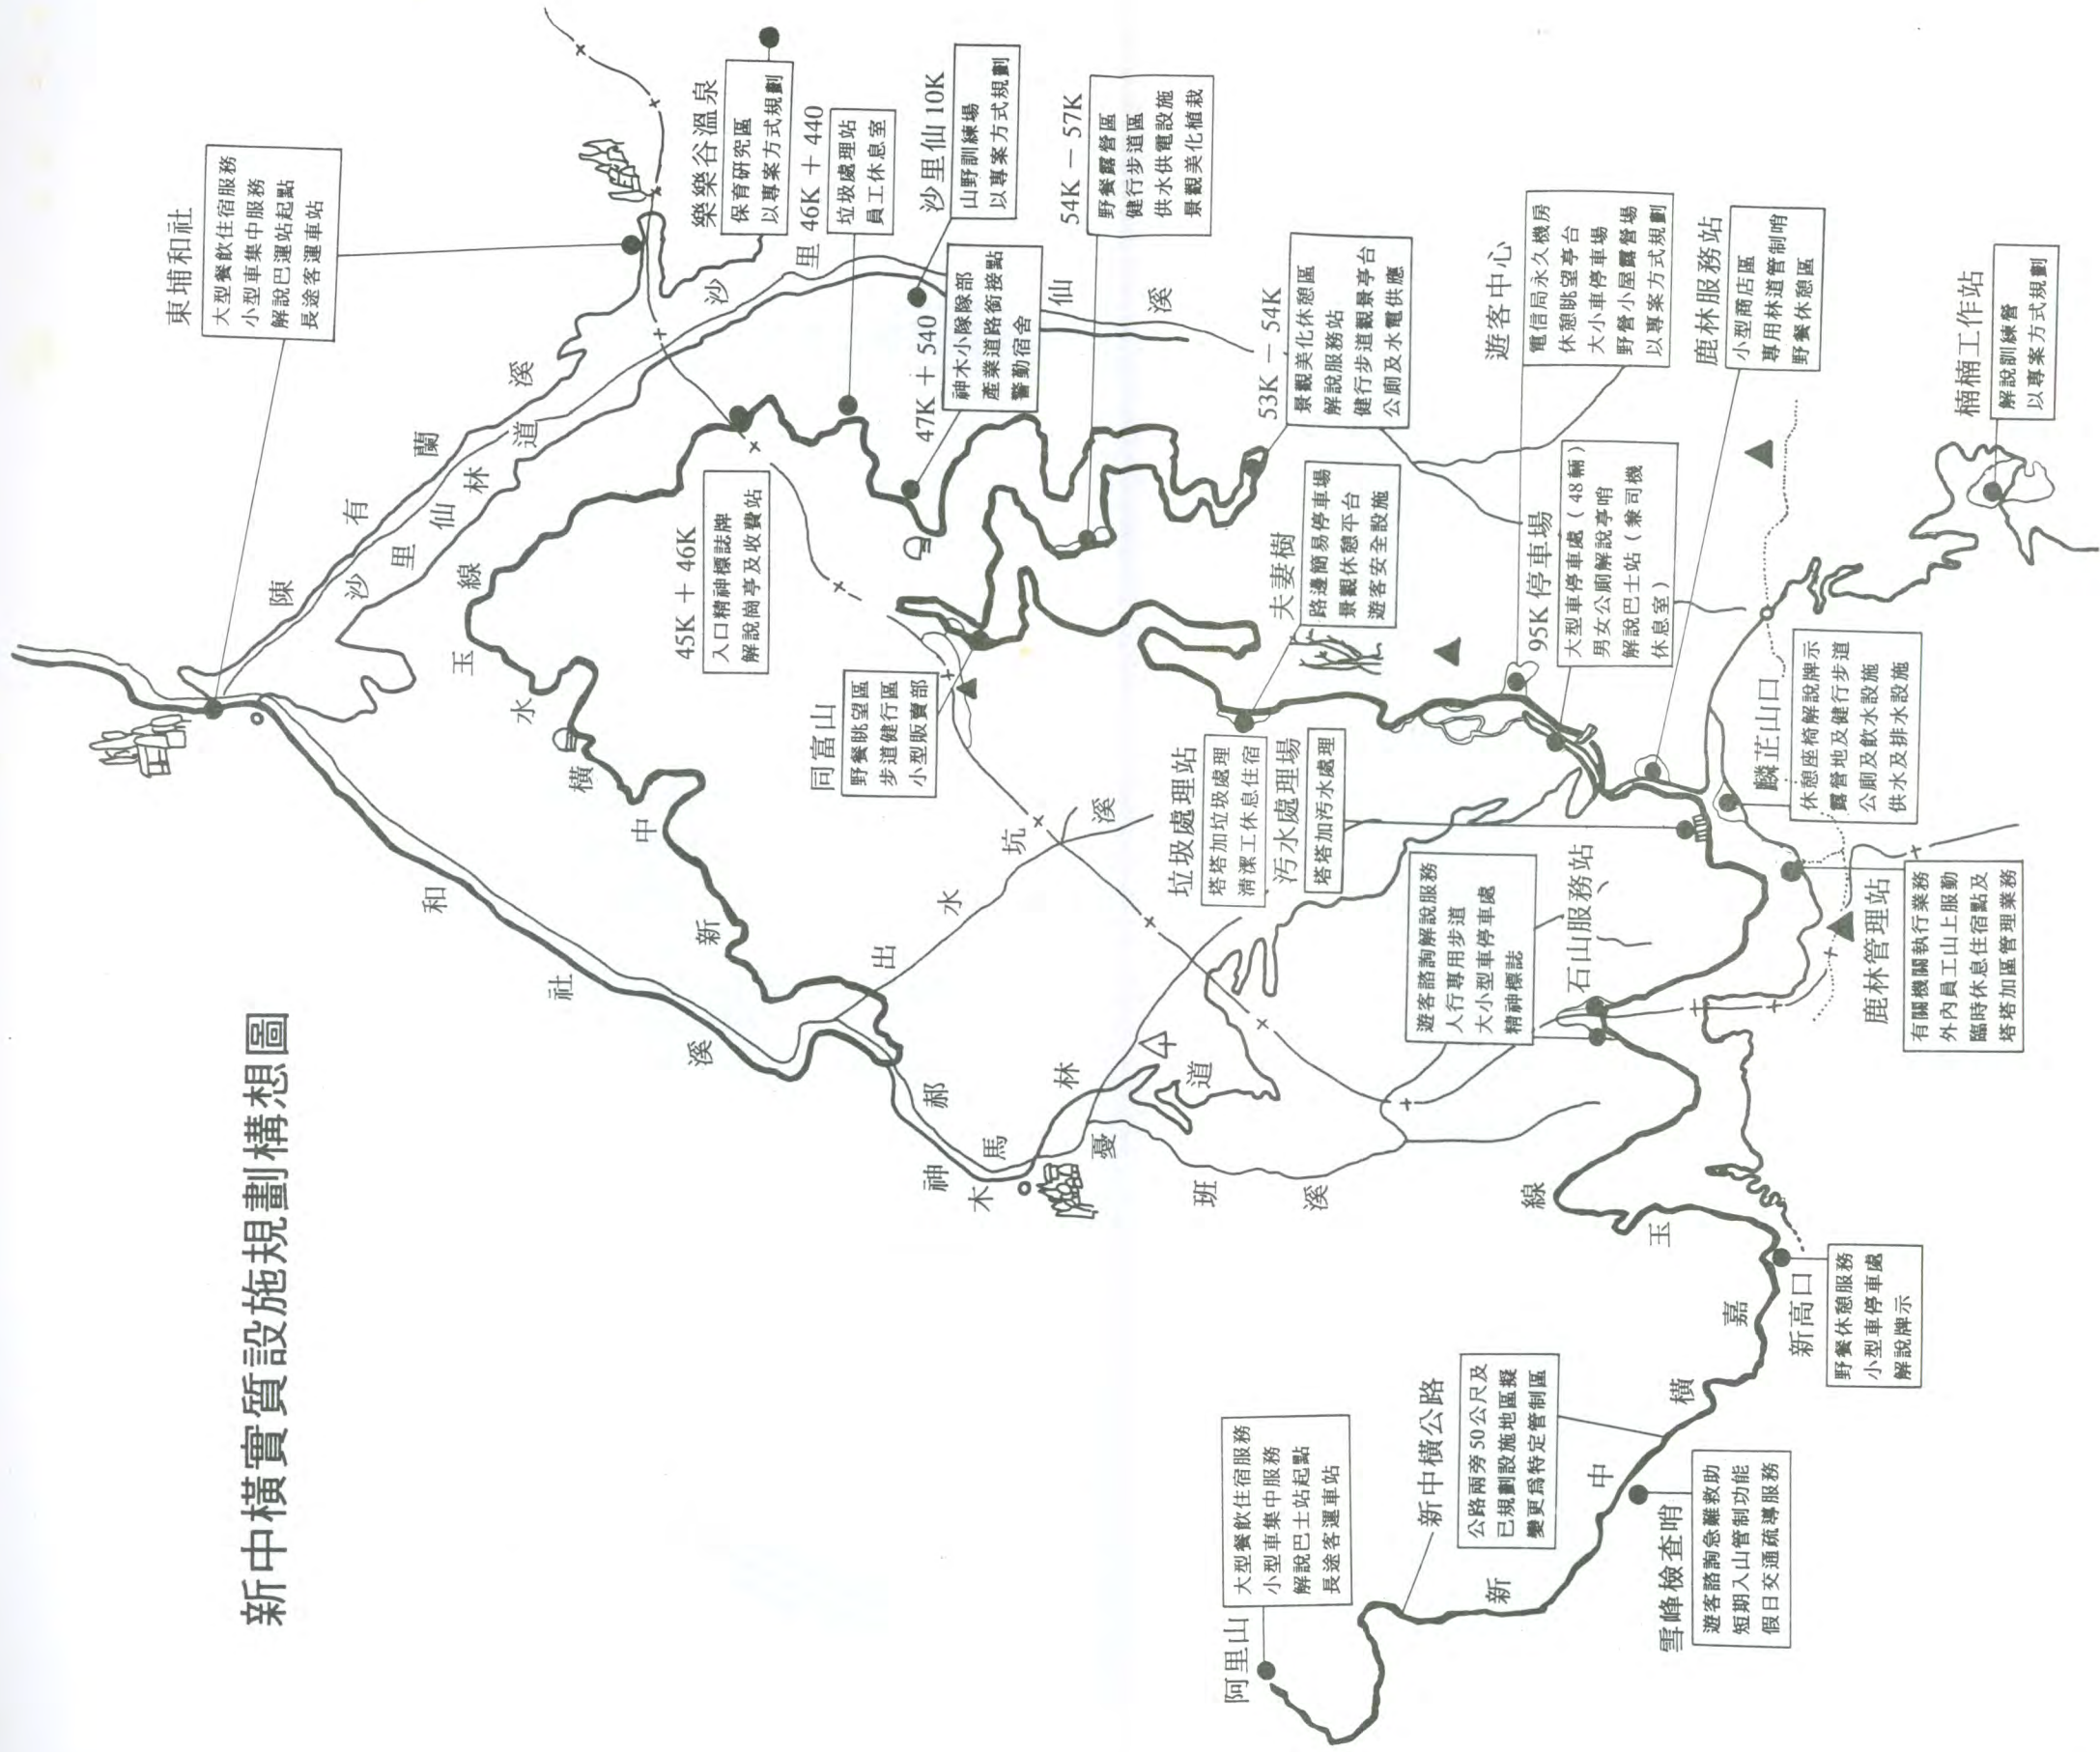 新中橫實質設施規劃構想圖
東埔和社
大型餐飲住宿服務
小型車集中服務
解說巴運站起點
長途客運車站
樂樂谷溫泉
保育研究區
以專案方式規劃
46K＋440
垃圾處理站
員工休息室
沙里仙 10K
山野訓練場
以專案方式規劃
47K＋540
神木小隊隊部
產業道路銜接點
警動宿舍
54K－57K
野餐露營區
健行步道區
供水供電設施
景觀美化植栽
53K－54K
景觀美化休憩區
解說服務站
健行步道觀景亭台
公廁及水電供應
45K＋46K
入口精神標誌牌
解說崗亭及收費站
同富山
野餐眺望區
步道健行區
小型販賣部
夫妻樹
路邊簡易停車場
景觀休憩平台
遊客安全設施
遊客中心
電信局永久機房
休憩眺望亭台
大小車停車場
野營小屋露營場
以專案方式規劃
95K 停車場
大型車停車處（48輛）
男女公廁解說亭哨
解說巴士站（兼司機
休息室）
鹿林服務站
小型商店區
專用林道管制哨
野餐休憩區
楠楠工作站
解說訓練營
以專案方式規劃
麟芷山口
休憩座椅解說牌示
露營地及健行步道
公廁及飲水設施
供水及排水設施
垃圾處理站
塔塔加垃圾處理
清潔工休息住宿
污水處理場
塔塔加污水處理
石山服務站
遊客諮詢解說服務
人行專用步道
大小型車停車處
精神標誌
鹿林管理站
有關機關執行業務
外內員工山上服勤
臨時休息住宿點及
塔塔加區管理業務
新高口
野餐休憩服務
小型車停車處
解說牌示
新中橫公路
公路兩旁50公尺及
已規劃設施地區擬
變更為特定管制區
雪峰檢查哨
遊客諮詢急難救助
短期入山管制功能
假日交通疏導服務
阿里山
大型餐飲住宿服務
小型車集中服務
解說巴士站起點
長途客運車站
陳有蘭溪
沙里仙林道
沙里仙溪
新中橫水玉線
和社溪
出水坑溪
神木
郝馬憂班溪
林道
新中橫嘉玉線